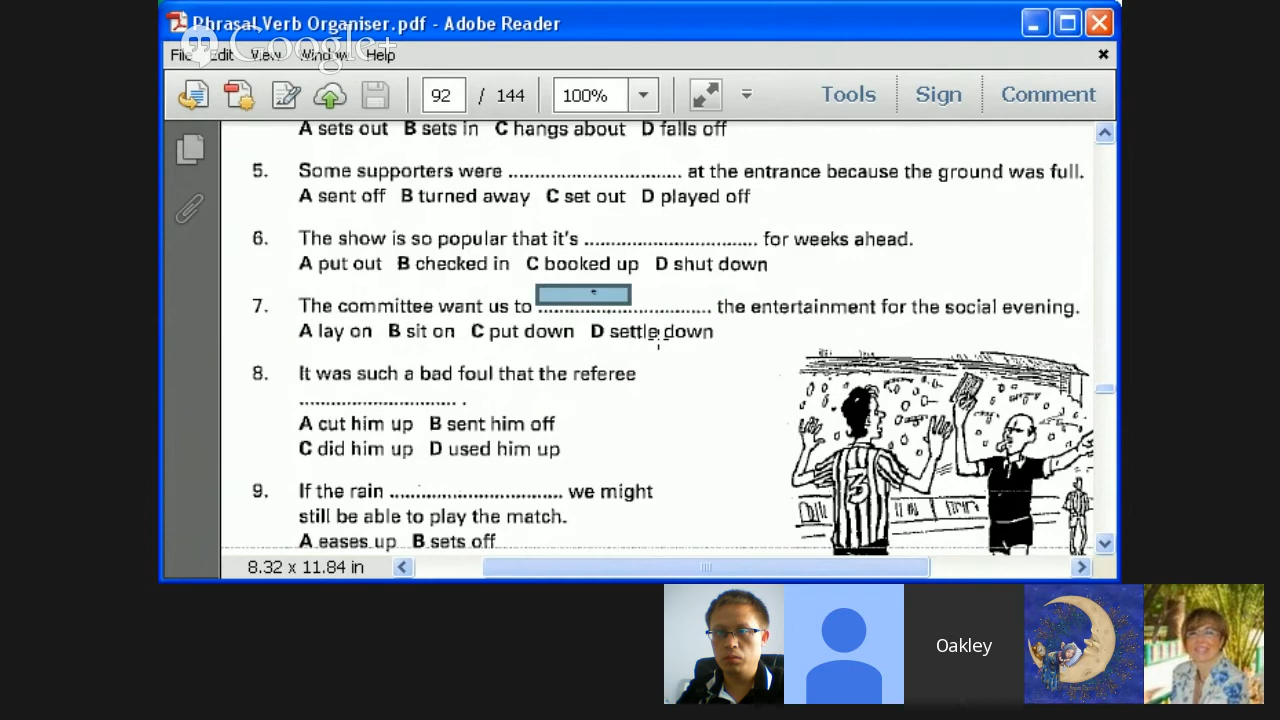 Phrasal Verb Organiser.pdf - Adobe Reader
Google+
File Edit View Window Help
92 / 144 100% Tools Sign Comment
A sets out B sets in C hangs about D falls off
5. Some supporters were .............................. at the entrance because the ground was full.
A sent off B turned away C set out D played off
6. The show is so popular that it's .............................. for weeks ahead.
A put out B checked in C booked up D shut down
7. The committee want us to .............................. the entertainment for the social evening.
A lay on B sit on C put down D settle down
8. It was such a bad foul that the referee
........................... .
A cut him up B sent him off
C did him up D used him up
9. If the rain .............................. we might
still be able to play the match.
A eases up B sets off
3
8.32 x 11.84 in
Oakley